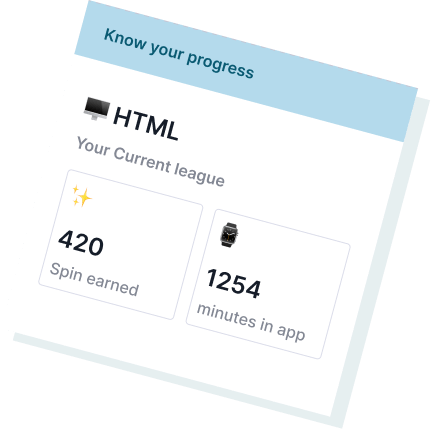 Know your progress
HTML
Your Current league
420
Spin earned
1254
minutes in app